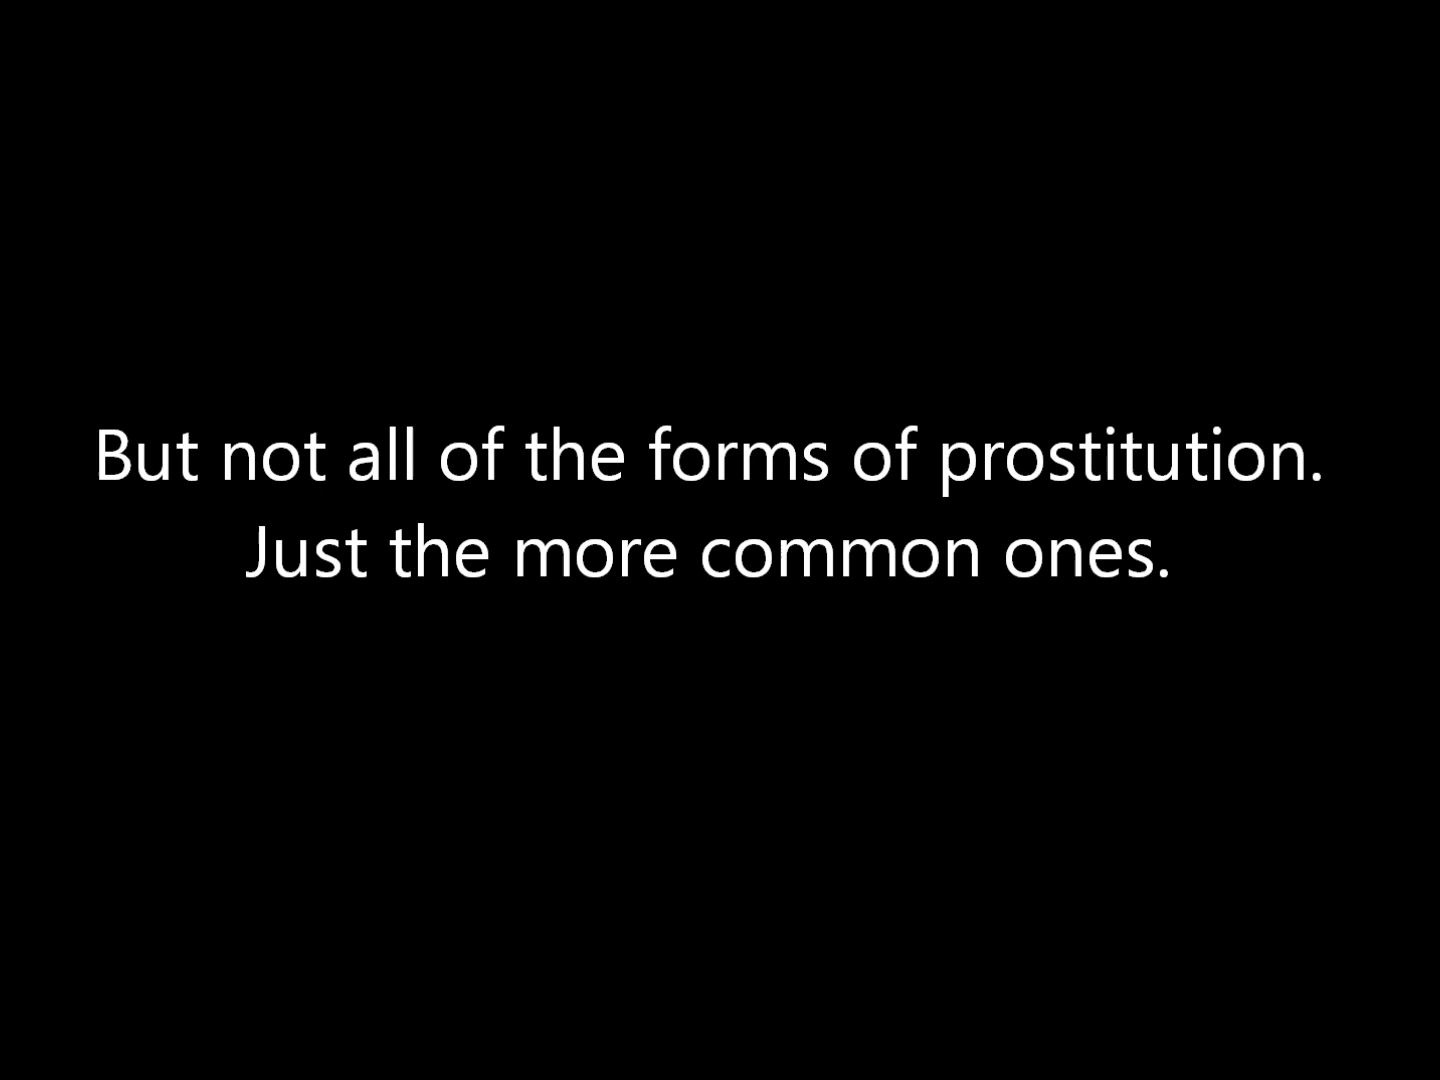 But not all of the forms of prostitution.
Just the more common ones.